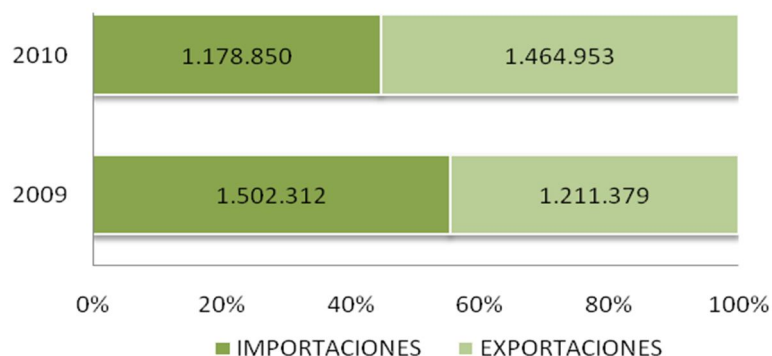 2010 1.178.850 1.464.953
2009 1.502.312 1.211.379
0% 20% 40% 60% 80% 100%
IMPORTACIONES EXPORTACIONES